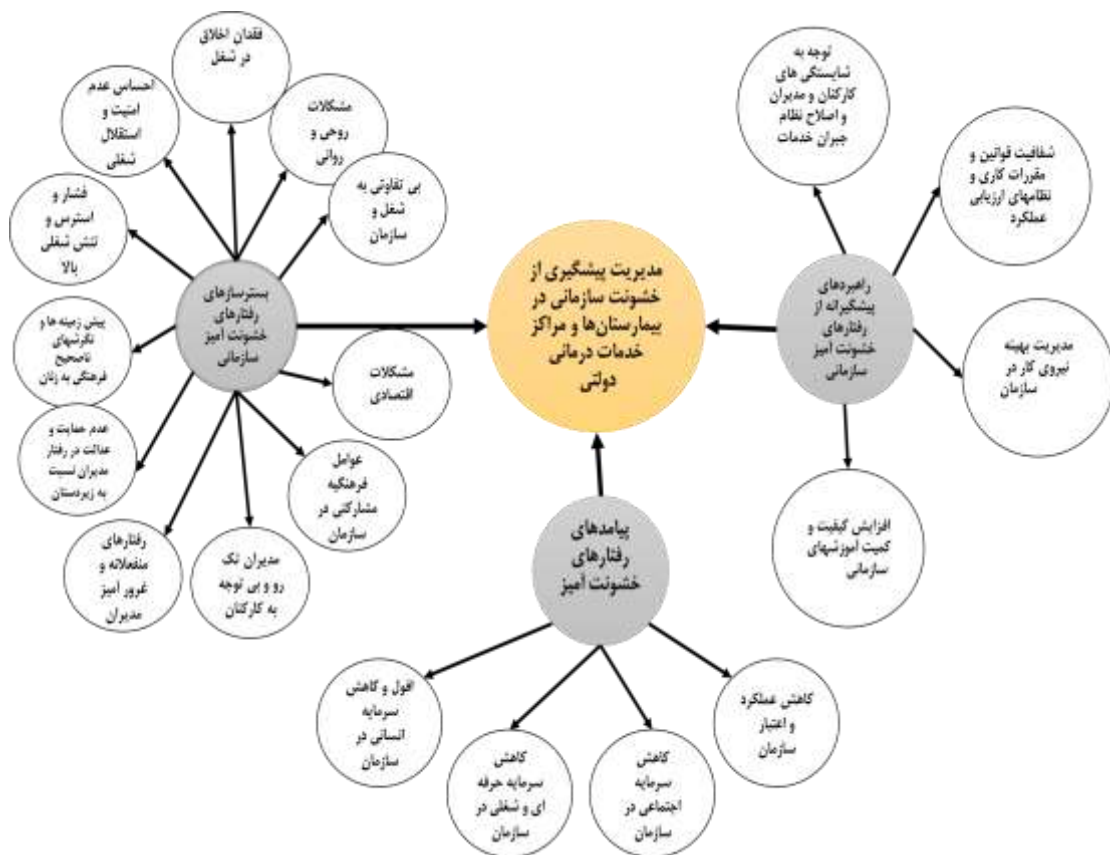 فقدان اخلاق
در شغل
احساس عدم
امنیت و
استقلال
شغلی
مشکلات
روحی و
روانی
بی تفاوتی به
شغل و
سازمان
فشار و
استرس و
تنش شغلی
بالا
بسترسازهای
رفتارهای
خشونت آمیز
سازمانی
پیش زمینه ها و
نگرشهای
ناصحیح
فرهنگی به زنان
مشکلات
اقتصادی
عدم حمایت و
عدالت در رفتار
مدیران نسبت
به زیردستان
عوامل
فرهنگیه
مشارکتی در
سازمان
رفتارهای
منفعلانه و
غرور آمیز
مدیران
مدیران تک
رو و بی توجه
به کارکنان
مدیریت پیشگیری از
خشونت سازمانی در
بیمارستان‌ها و مراکز
خدمات درمانی
دولتی
توجه به
شایستگی های
کارکنان و مدیران
و اصلاح نظام
جبران خدمات
شفافیت قوانین و
مقررات کاری و
نظامهای ارزیابی
عملکرد
راهبردهای
پیشگیرانه از
رفتارهای
خشونت آمیز
سازمانی
مدیریت بهینه
نیروی کار در
سازمان
افزایش کیفیت و
کمیت آموزشهای
سازمانی
پیامدهای
رفتارهای
خشونت آمیز
افول و کاهش
سرمایه
انسانی در
سازمان
کاهش
سرمایه حرفه
ای و شغلی در
سازمان
کاهش
سرمایه
اجتماعی در
سازمان
کاهش عملکرد
و اعتبار
سازمان